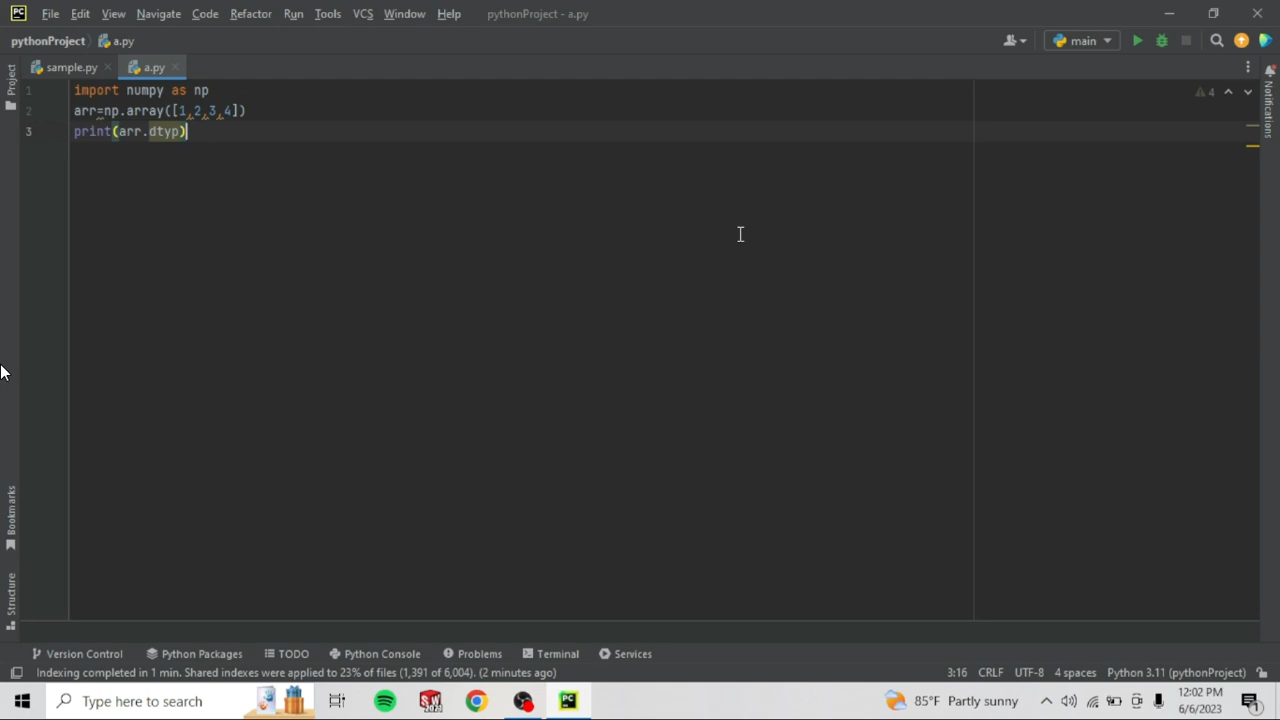 PC File Edit View Navigate Code Refactor Run Tools VCS Window Help pythonProject - a.py
pythonProject a.py main
Project sample.py a.py Notifications
1 import numpy as np 4
2 arr=np.array([1,2,3,4])
3 print(arr.dtyp)
Bookmarks
Structure
Version Control Python Packages TODO Python Console Problems Terminal Services
Indexing completed in 1 min. Shared indexes were applied to 23% of files (1,391 of 6,004). (2 minutes ago) 3:16 CRLF UTF-8 4 spaces Python 3.11 (pythonProject)
Type here to search SW 2021 PC 85°F Partly sunny 12:02 PM
6/6/2023 1